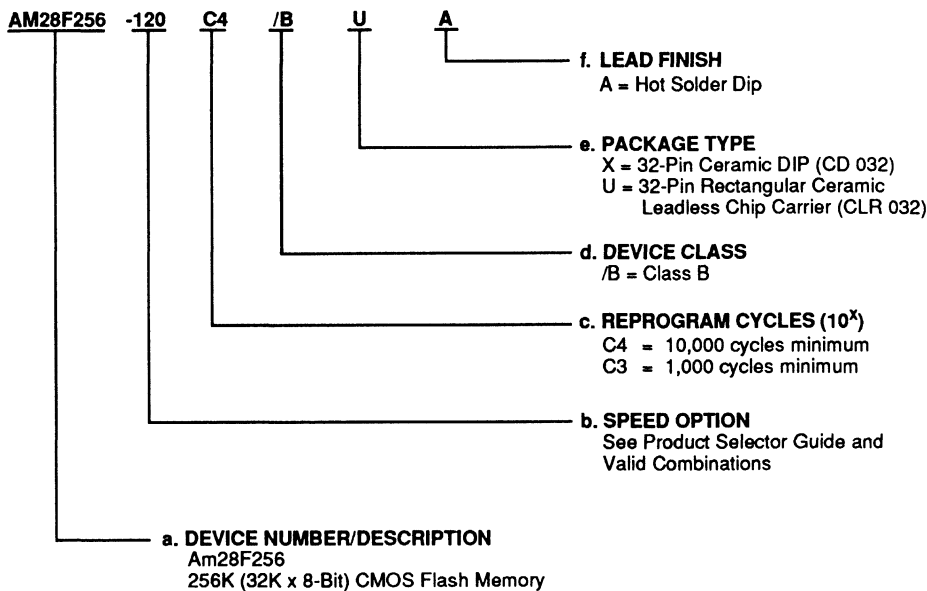 AM28F256 -120 C4 /B U A
f. LEAD FINISH
A = Hot Solder Dip
e. PACKAGE TYPE
X = 32-Pin Ceramic DIP (CD 032)
U = 32-Pin Rectangular Ceramic
Leadless Chip Carrier (CLR 032)
d. DEVICE CLASS
/B = Class B
c. REPROGRAM CYCLES (10^X)
C4 = 10,000 cycles minimum
C3 = 1,000 cycles minimum
b. SPEED OPTION
See Product Selector Guide and
Valid Combinations
a. DEVICE NUMBER/DESCRIPTION
Am28F256
256K (32K x 8-Bit) CMOS Flash Memory